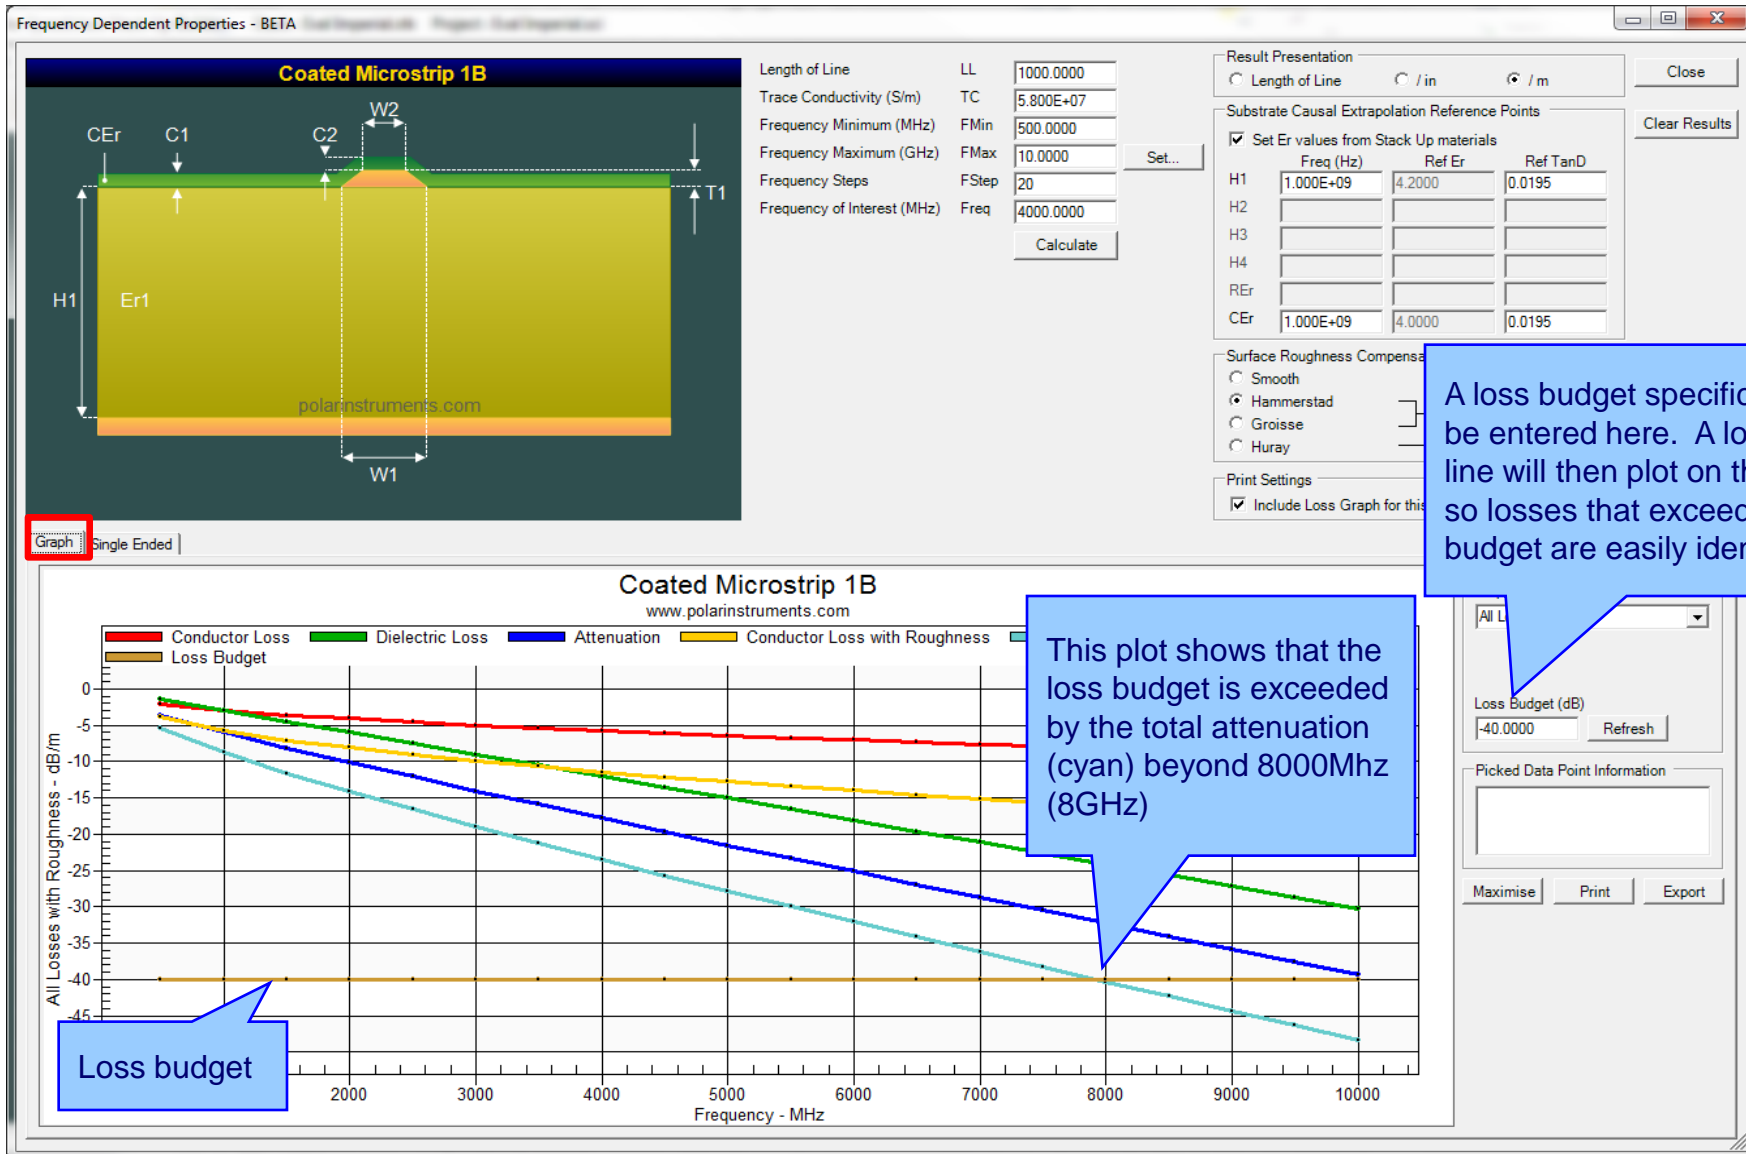 Frequency Dependent Properties - BETA
Coated Microstrip 1B
W2
CEr C1 C2
T1
H1 Er1
polarinstruments.com
W1
Length of Line LL 1000.0000
Trace Conductivity (S/m) TC 5.800E+07
Frequency Minimum (MHz) FMin 500.0000
Frequency Maximum (GHz) FMax 10.0000 Set...
Frequency Steps FStep 20
Frequency of Interest (MHz) Freq 4000.0000
Calculate
Result Presentation
Length of Line / in / m
Close
Clear Results
Substrate Causal Extrapolation Reference Points
Set Er values from Stack Up materials
Freq (Hz) Ref Er Ref TanD
H1 1.000E+09 4.2000 0.0195
H2
H3
H4
REr
CEr 1.000E+09 4.0000 0.0195
Surface Roughness Compensa
Smooth
Hammerstad
Groisse
Huray
Print Settings
Include Loss Graph for this
A loss budget specific
be entered here. A lo
line will then plot on th
so losses that exceed
budget are easily iden
Graph Single Ended
Coated Microstrip 1B
www.polarinstruments.com
Conductor Loss Dielectric Loss Attenuation Conductor Loss with Roughness
Loss Budget
This plot shows that the
loss budget is exceeded
by the total attenuation
(cyan) beyond 8000Mhz
(8GHz)
All Losses with Roughness - dB/m
0
-5
-10
-15
-20
-25
-30
-35
-40
-45
Loss budget
2000 3000 4000 5000 6000 7000 8000 9000 10000
Frequency - MHz
All L
Loss Budget (dB)
-40.0000 Refresh
Picked Data Point Information
Maximise Print Export